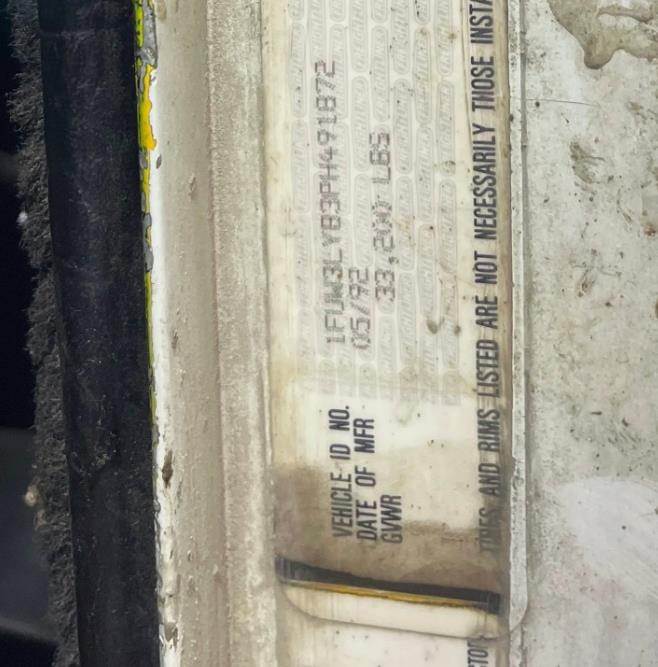 VEHICLE ID NO. 1FUW3LYB3PH491872
DATE OF MFR 05/92
GVWR 33,200 LBS
TIRES AND RIMS LISTED ARE NOT NECESSARILY THOSE INSTA